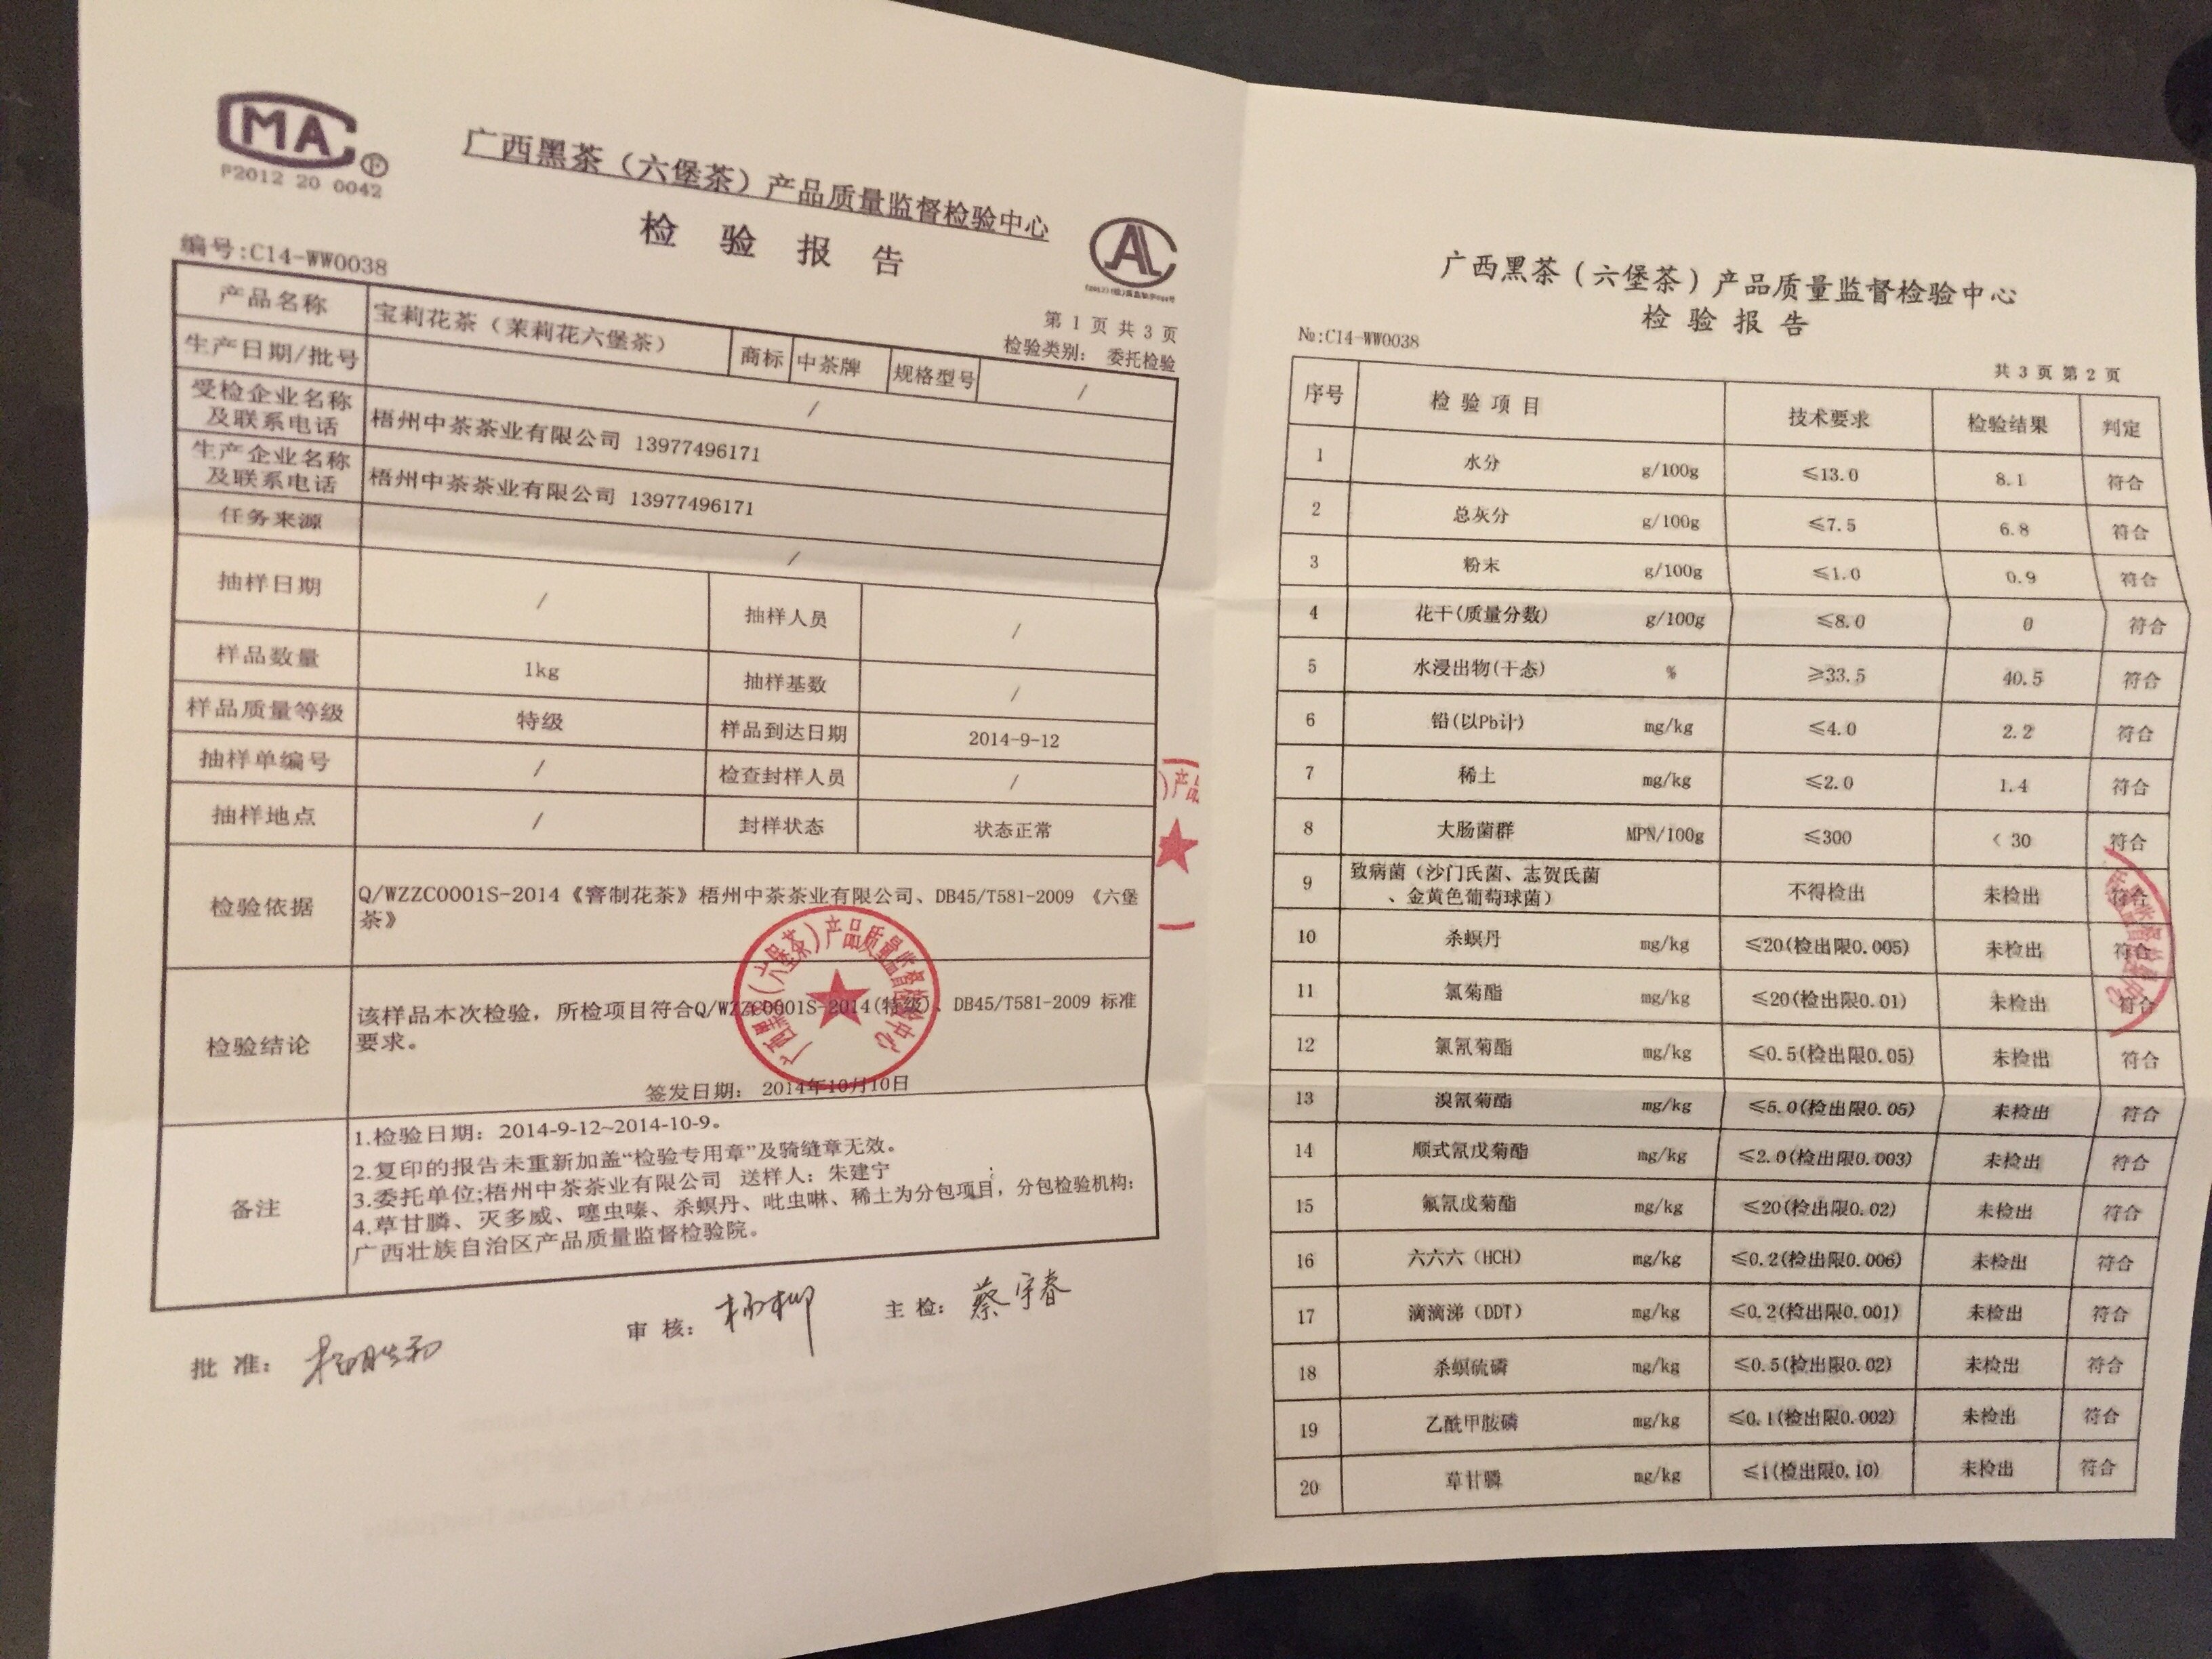 CMA F
F2012 20 0042
广西黑茶（六堡茶）产品质量监督检验中心
检 验 报 告
CAL
编号:C14-WW0038
第 1 页 共 3 页
检验类别： 委托检验
产品名称 宝莉花茶（茉莉花六堡茶） 商标 中茶牌 规格型号 /
生产日期/批号 /
受检企业名称及联系电话 梧州中茶茶业有限公司 13977496171
生产企业名称及联系电话 梧州中茶茶业有限公司 13977496171
任务来源 /
抽样日期 / 抽样人员 /
样品数量 1kg 抽样基数 /
样品质量等级 特级 样品到达日期 2014-9-12
抽样单编号 / 检查封样人员 /
抽样地点 / 封样状态 状态正常
检验依据 Q/WZZC0001S-2014《窨制花茶》梧州中茶茶业有限公司、DB45/T581-2009 《六堡
茶》
检验结论 该样品本次检验，所检项目符合Q/WZZC0001S-2014(特级)、DB45/T581-2009 标准
要求。
签发日期： 2014年10月10日
广西黑茶（六堡茶）产品质量监督检验中心
备注 1.检验日期：2014-9-12~2014-10-9。
2.复印的报告未重新加盖“检验专用章”及骑缝章无效。
3.委托单位;梧州中茶茶业有限公司 送样人：朱建宁
4.草甘膦、灭多威、噻虫嗪、杀螟丹、吡虫啉、稀土为分包项目，分包检验机构：
广西壮族自治区产品质量监督检验院。
批 准： 审 核： 主 检： 蔡宇春
）产品
广西黑茶（六堡茶）产品质量监督检验中心
检 验 报 告
№:C14-WW0038
共 3 页 第 2 页
序号 检 验 项 目 技术要求 检验结果 判定
1 水分 g/100g ≤13.0 8.1 符合
2 总灰分 g/100g ≤7.5 6.8 符合
3 粉末 g/100g ≤1.0 0.9 符合
4 花干(质量分数) g/100g ≤8.0 0 符合
5 水浸出物(干态) % ≥33.5 40.5 符合
6 铅(以Pb计) mg/kg ≤4.0 2.2 符合
7 稀土 mg/kg ≤2.0 1.4 符合
8 大肠菌群 MPN/100g ≤300 < 30 符合
9 致病菌（沙门氏菌、志贺氏菌
、金黄色葡萄球菌） 不得检出 未检出 符合
10 杀螟丹 mg/kg ≤20(检出限0.005) 未检出 符合
11 氯菊酯 mg/kg ≤20(检出限0.01) 未检出 符合
12 氯氰菊酯 mg/kg ≤0.5(检出限0.05) 未检出 符合
13 溴氰菊酯 mg/kg ≤5.0(检出限0.05) 未检出 符合
14 顺式氰戊菊酯 mg/kg ≤2.0(检出限0.003) 未检出 符合
15 氟氰戊菊酯 mg/kg ≤20(检出限0.02) 未检出 符合
16 六六六（HCH） mg/kg ≤0.2(检出限0.006) 未检出 符合
17 滴滴涕（DDT） mg/kg ≤0.2(检出限0.001) 未检出 符合
18 杀螟硫磷 mg/kg ≤0.5(检出限0.02) 未检出 符合
19 乙酰甲胺磷 mg/kg ≤0.1(检出限0.002) 未检出 符合
20 草甘膦 mg/kg ≤1(检出限0.10) 未检出 符合